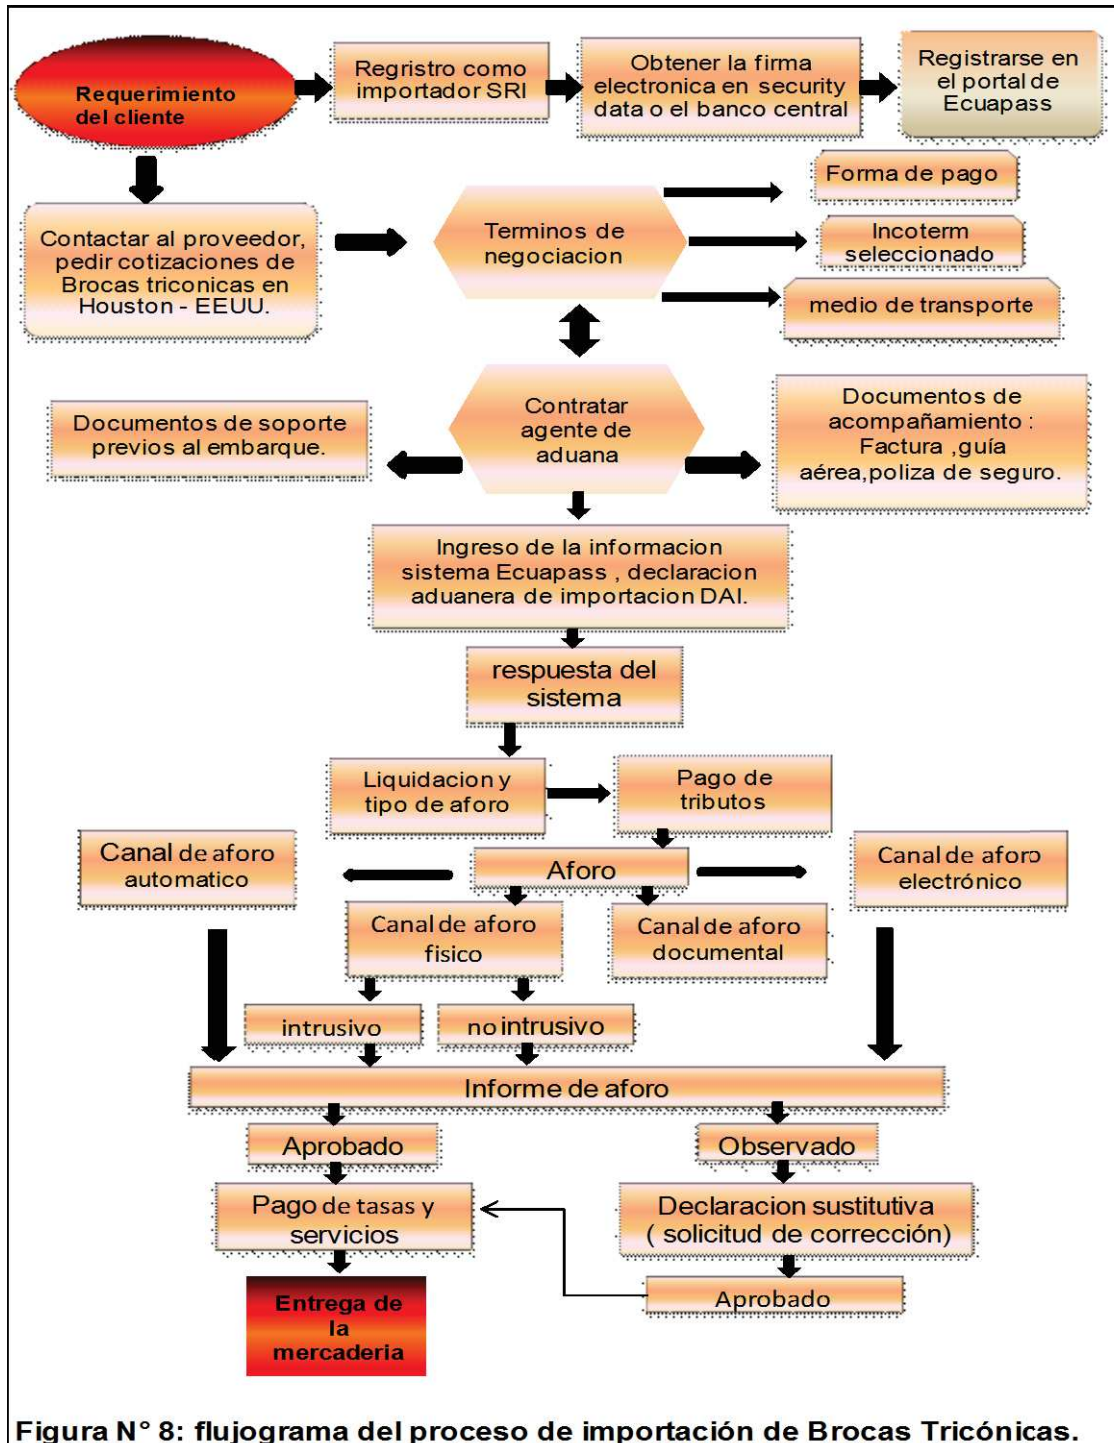 Requerimiento
del cliente
Regristro como
importador SRI
Obtener la firma
electronica en security
data o el banco central
Registrarse en
el portal de
Ecuapass
Contactar al proveedor,
pedir cotizaciones de
Brocas triconicas en
Houston - EEUU.
Terminos de
negociacion
Forma de pago
Incoterm
seleccionado
medio de transporte
Documentos de soporte
previos al embarque.
Contratar
agente de
aduana
Documentos de
acompañamiento :
Factura ,guía
aérea,poliza de seguro.
Ingreso de la informacion
sistema Ecuapass , declaracion
aduanera de importacion DAI.
respuesta del
sistema
Liquidacion y
tipo de aforo
Pago de
tributos
Canal de aforo
automatico
Aforo
Canal de aforo
electrónico
Canal de aforo
fisico
Canal de aforo
documental
intrusivo
no intrusivo
Informe de aforo
Aprobado
Observado
Pago de tasas y
servicios
Declaracion sustitutiva
( solicitud de corrección)
Entrega de
la
mercaderia
Aprobado
Figura N° 8: flujograma del proceso de importación de Brocas Tricónicas.